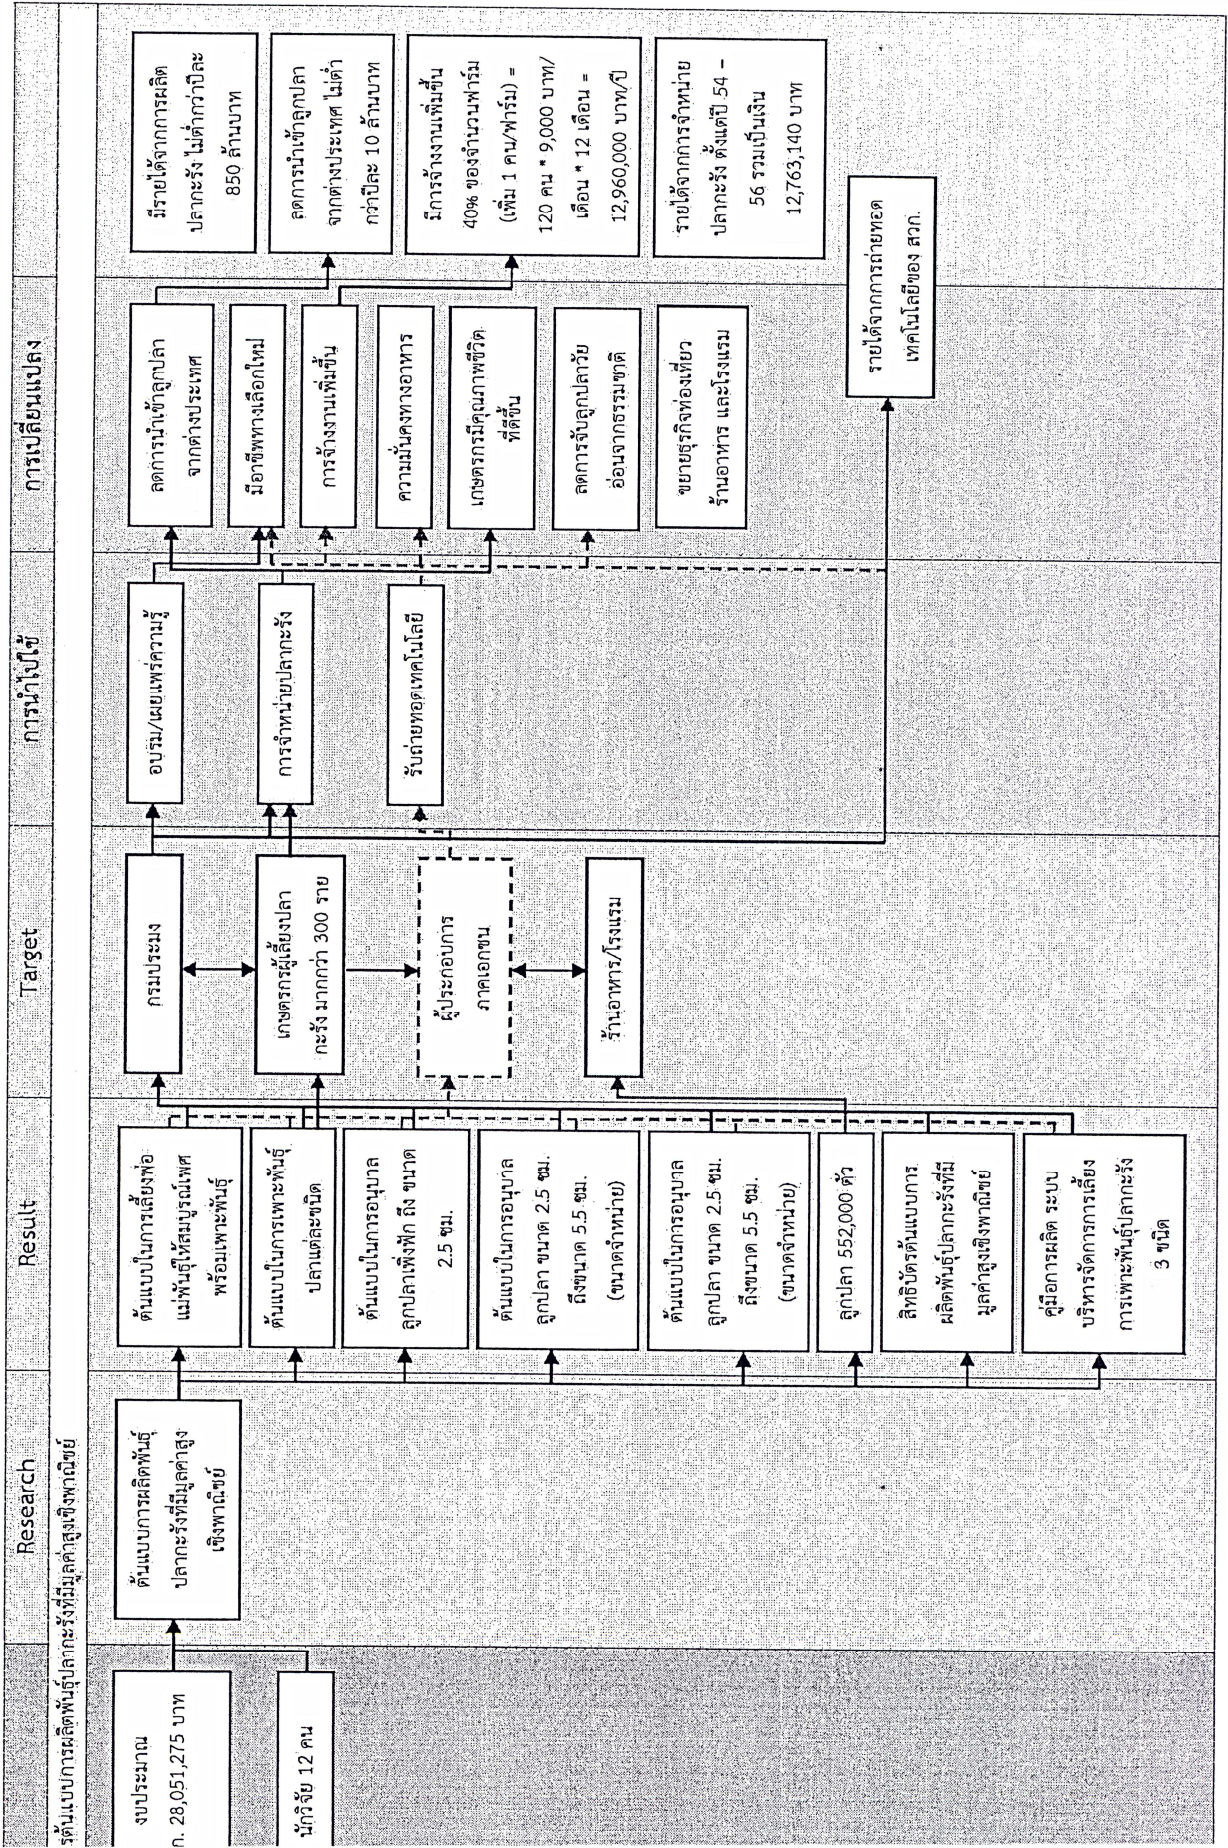 Research
Result
Target
การนำไปใช้
การเปลี่ยนแปลง
รต้นแบบการผลิตพันธุ์ปลากะรังที่มีมูลค่าสูงเชิงพาณิชย์
งบประมาณ
ก. 28,051,275 บาท
นักวิจัย 12 คน
ต้นแบบการผลิตพันธุ์
ปลากะรังที่มีมูลค่าสูง
เชิงพาณิชย์
ต้นแบบในการเลี้ยงพ่อ
แม่พันธุ์ให้สมบูรณ์เพศ
พร้อมเพาะพันธุ์
ต้นแบบในการเพาะพันธุ์
ปลาแต่ละชนิด
ต้นแบบในการอนุบาล
ลูกปลาเพิ่งฟัก ถึง ขนาด
2.5 ซม.
ต้นแบบในการอนุบาล
ลูกปลา ขนาด 2.5 ซม.
ถึงขนาด 5.5 ซม.
(ขนาดจำหน่าย)
ต้นแบบในการอนุบาล
ลูกปลา ขนาด 2.5 ซม.
ถึงขนาด 5.5 ซม.
(ขนาดจำหน่าย)
ลูกปลา 552,000 ตัว
สิทธิบัตรต้นแบบการ
ผลิตพันธุ์ปลากะรังที่มี
มูลค่าสูงเชิงพาณิชย์
คู่มือการผลิต ระบบ
บริหารจัดการการเลี้ยง
การเพาะพันธุ์ปลากะรัง
3 ชนิด
กรมประมง
เกษตรกรผู้เลี้ยงปลา
กะรัง มากกว่า 300 ราย
ผู้ประกอบการ
ภาคเอกชน
ร้านอาหาร/โรงแรม
อบรม/เผยแพร่ความรู้
การจำหน่ายปลากะรัง
รับถ่ายทอดเทคโนโลยี
ลดการนำเข้าลูกปลา
จากต่างประเทศ
มีอาชีพทางเลือกใหม่
การจ้างงานเพิ่มขึ้น
ความมั่นคงทางอาหาร
เกษตรกรมีคุณภาพชีวิต
ที่ดีขึ้น
ลดการจับลูกปลาวัย
อ่อนจากธรรมชาติ
ขยายธุรกิจท่องเที่ยว
ร้านอาหาร และโรงแรม
รายได้จากการถ่ายทอด
เทคโนโลยีของ สวก.
มีรายได้จากการผลิต
ปลากะรัง ไม่ต่ำกว่าปีละ
850 ล้านบาท
ลดการนำเข้าลูกปลา
จากต่างประเทศ ไม่ต่ำ
กว่าปีละ 10 ล้านบาท
มีการจ้างงานเพิ่มขึ้น
40% ของจำนวนฟาร์ม
(เพิ่ม 1 คน/ฟาร์ม) =
120 คน * 9,000 บาท/
เดือน * 12 เดือน =
12,960,000 บาท/ปี
รายได้จากการจำหน่าย
ปลากะรัง ตั้งแต่ปี 54 –
56 รวมเป็นเงิน
12,763,140 บาท